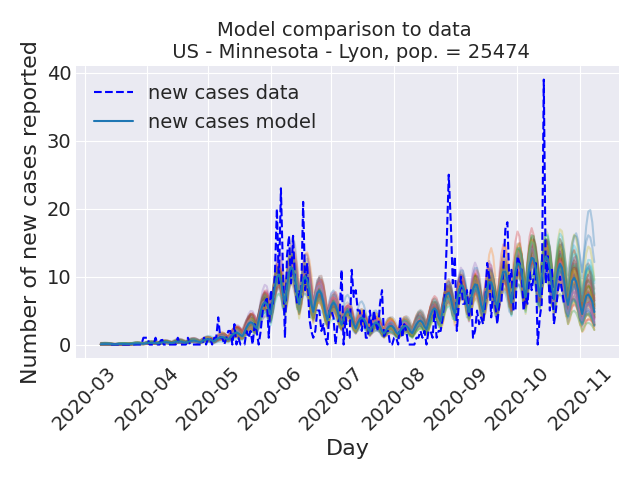 Model comparison to data
US - Minnesota - Lyon, pop. = 25474
Number of new cases reported
40
30
20
10
0
new cases data
new cases model
2020-03
2020-04
2020-05
2020-06
2020-07
2020-08
2020-09
2020-10
2020-11
Day